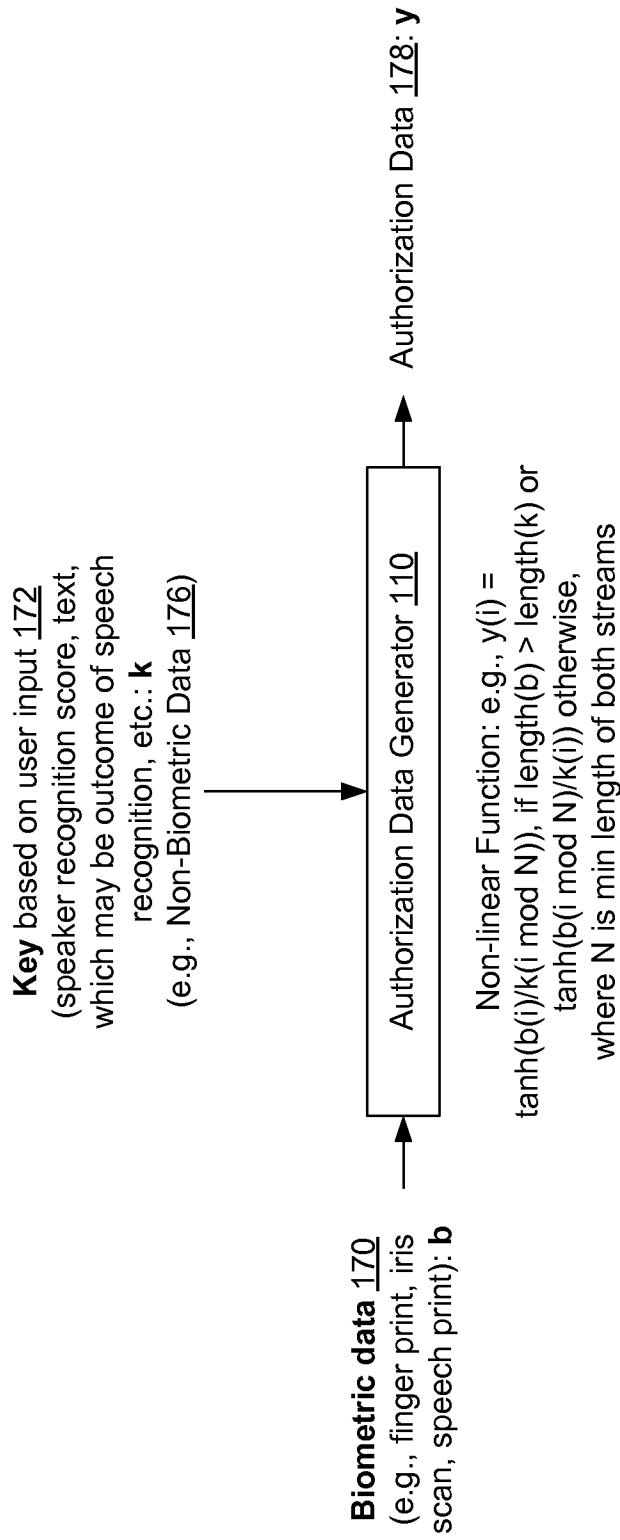 Key based on user input 172
(speaker recognition score, text,
which may be outcome of speech
recognition, etc.: k
(e.g., Non-Biometric Data 176)
Biometric data 170
(e.g., finger print, iris
scan, speech print): b
Authorization Data Generator 110
Authorization Data 178: y
Non-linear Function: e.g., y(i) =
tanh(b(i)/k(i mod N)), if length(b) > length(k) or
tanh(b(i mod N)/k(i)) otherwise,
where N is min length of both streams